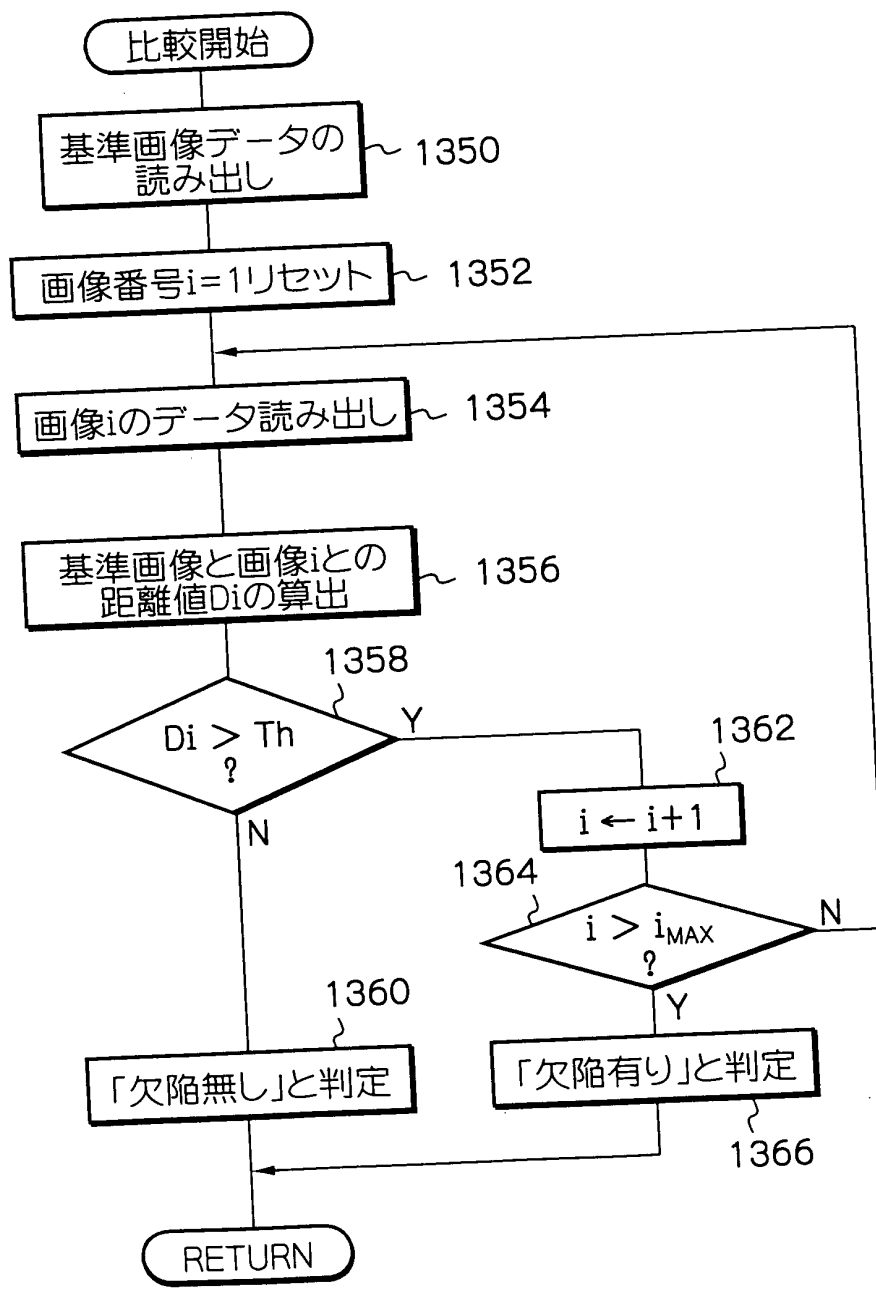 比較開始
基準画像データの
読み出し
1350
画像番号i=1リセット
1352
画像iのデータ読み出し
1354
基準画像と画像iとの
距離値Diの算出
1356
1358
Di > Th
?
Y
N
1362
i ← i+1
1364
i > iMAX
?
N
Y
1360
「欠陥無し」と判定
「欠陥有り」と判定
1366
RETURN